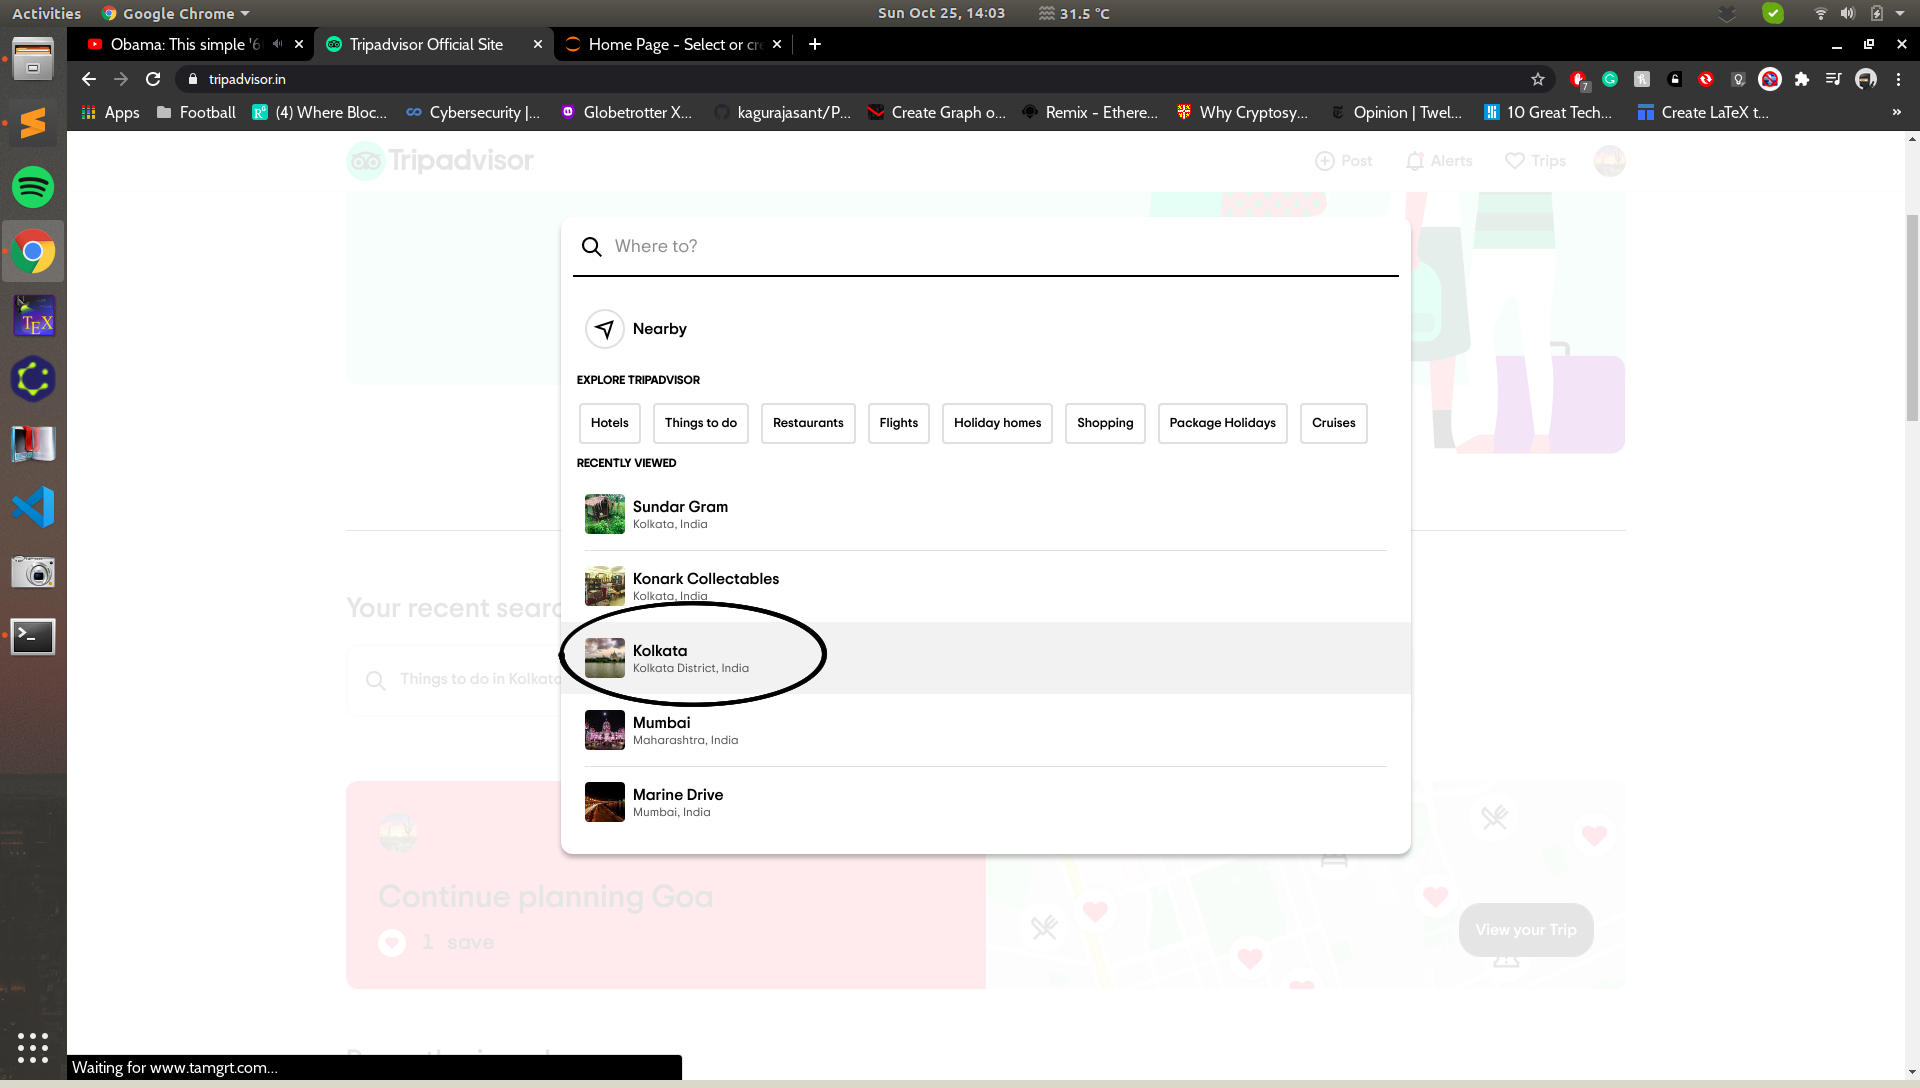 Activities Google Chrome Sun Oct 25, 14:03 31.5 °C
Obama: This simple '6 Tripadvisor Official Site Home Page - Select or cre
tripadvisor.in 7
Apps Football (4) Where Bloc... Cybersecurity |... Globetrotter X... kagurajasant/P... Create Graph o... Remix - Ethere... Why Cryptosy... Opinion | Twel... 10 Great Tech... Create LaTeX t... »
Tripadvisor Post Alerts Trips
Where to?
Nearby
EXPLORE TRIPADVISOR
Hotels Things to do Restaurants Flights Holiday homes Shopping Package Holidays Cruises
RECENTLY VIEWED
Sundar Gram
Kolkata, India
Konark Collectables
Kolkata, India
Your recent searc
Kolkata
Kolkata District, India
Things to do in Kolkata
Mumbai
Maharashtra, India
Marine Drive
Mumbai, India
Continue planning Goa
1 save
View your Trip
Waiting for www.tamgrt.com...